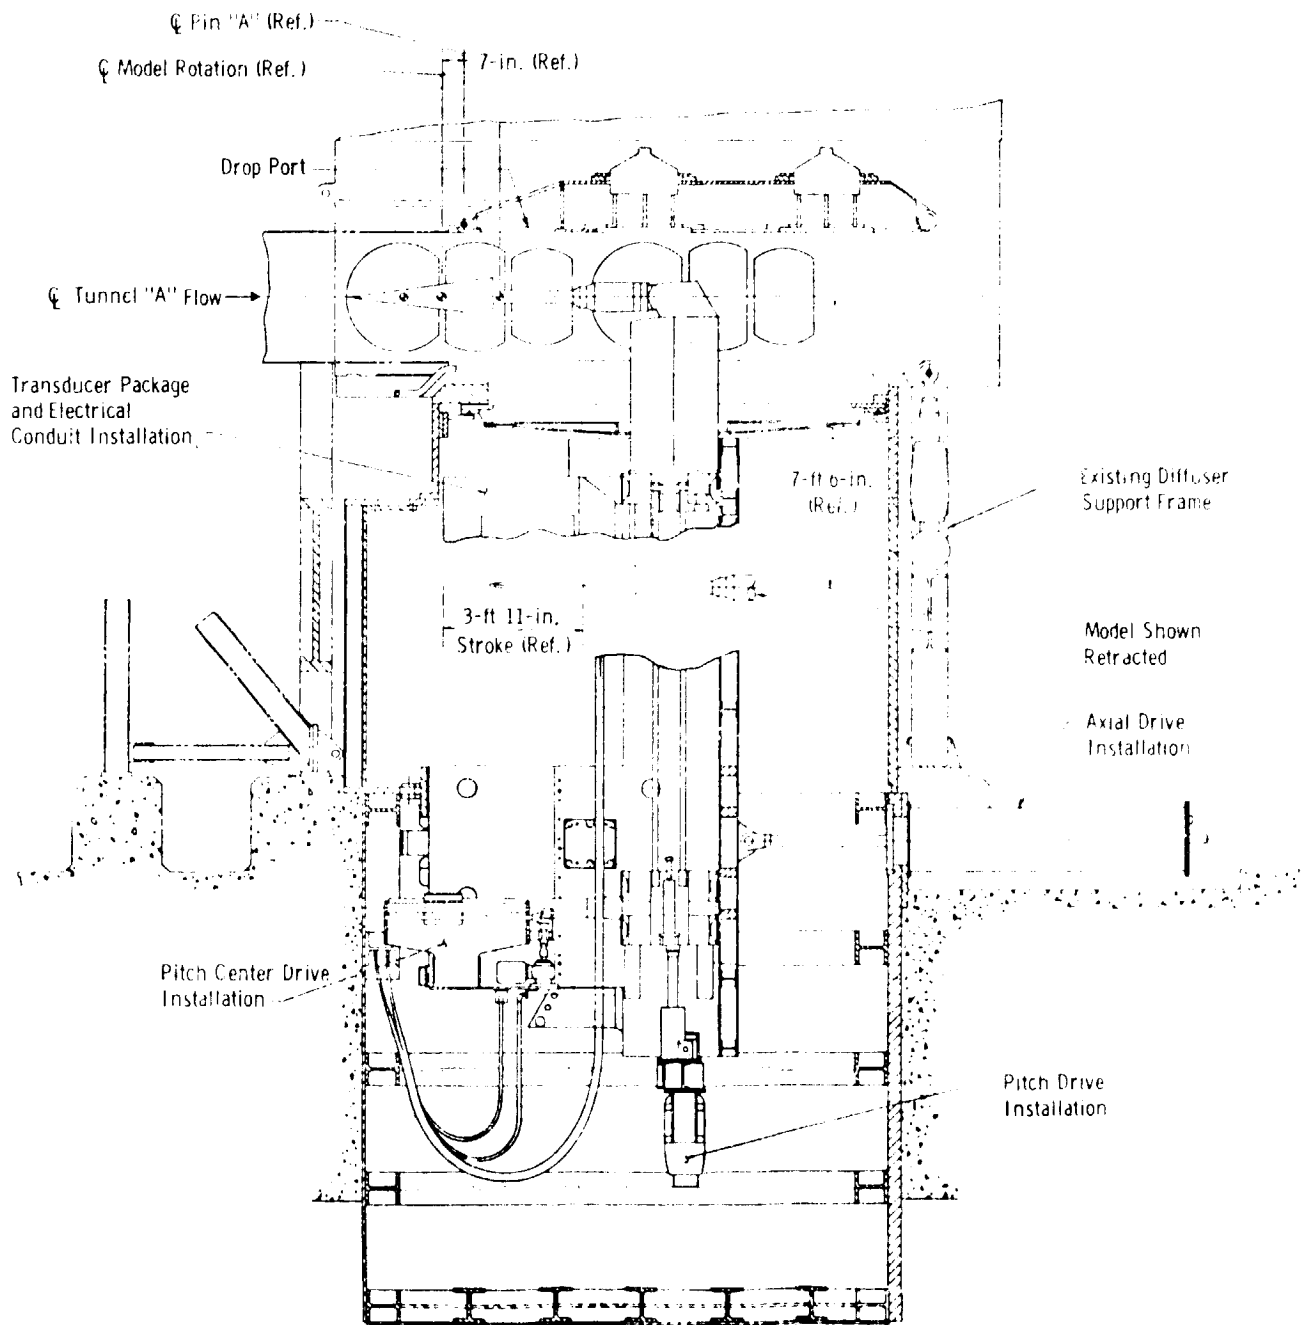 ℄ Pin "A" (Ref.)
℄ Model Rotation (Ref.)
7-in. (Ref.)
Drop Port
℄ Tunnel "A" Flow
Transducer Package
and Electrical
Conduit Installation
7-ft 6-in.
(Ref.)
Existing Diffuser
Support Frame
3-ft 11-in.
Stroke (Ref.)
Model Shown
Retracted
Axial Drive
Installation
Pitch Center Drive
Installation
Pitch Drive
Installation